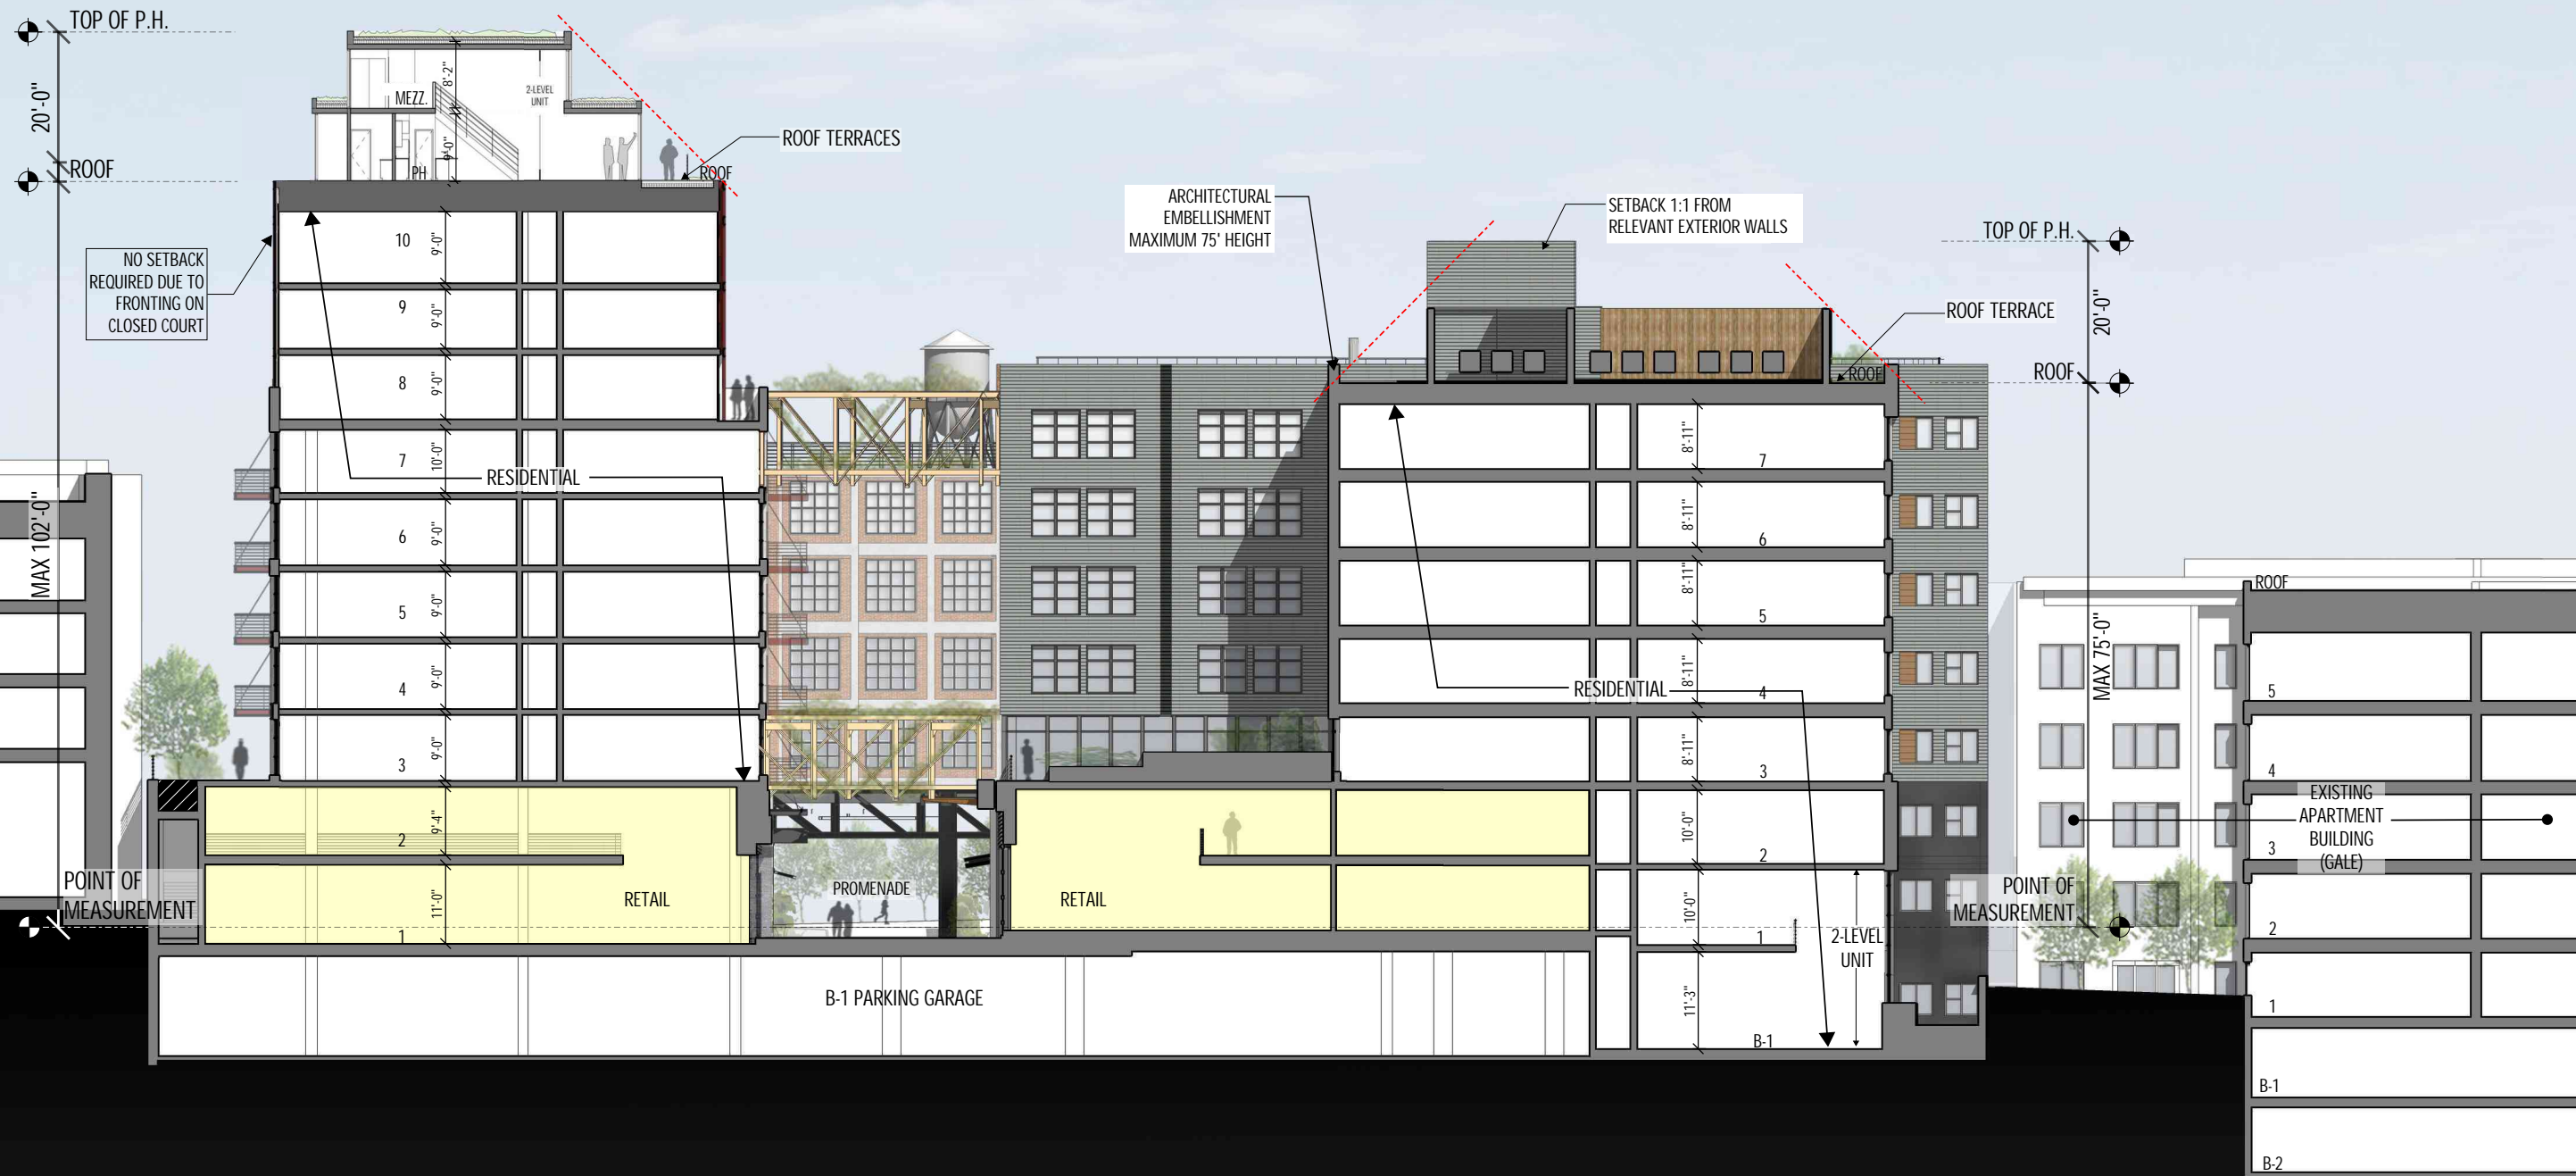 TOP OF P.H.
20'-0"
ROOF
MAX 102'-0"
POINT OF
MEASUREMENT
NO SETBACK
REQUIRED DUE TO
FRONTING ON
CLOSED COURT
MEZZ.
8'-2"
2-LEVEL
UNIT
9'-0"
PH
ROOF
ROOF TERRACES
10
9'-0"
9
9'-0"
8
9'-0"
7
10'-0"
RESIDENTIAL
6
9'-0"
5
9'-0"
4
9'-0"
3
9'-0"
2
9'-4"
1
11'-0"
RETAIL
PROMENADE
RETAIL
B-1 PARKING GARAGE
ARCHITECTURAL
EMBELLISHMENT
MAXIMUM 75' HEIGHT
SETBACK 1:1 FROM
RELEVANT EXTERIOR WALLS
ROOF TERRACE
ROOF
8'-11"
7
8'-11"
6
8'-11"
5
8'-11"
RESIDENTIAL
4
8'-11"
3
10'-0"
2
10'-0"
1
2-LEVEL
UNIT
11'-3"
B-1
TOP OF P.H.
20'-0"
ROOF
MAX 75'-0"
POINT OF
MEASUREMENT
ROOF
5
4
EXISTING
APARTMENT
BUILDING
(GALE)
3
2
1
B-1
B-2